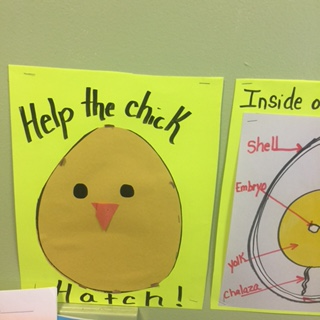 Help the chick
Hatch!
Inside o
Shell
Embryo
yolk
Chelaza